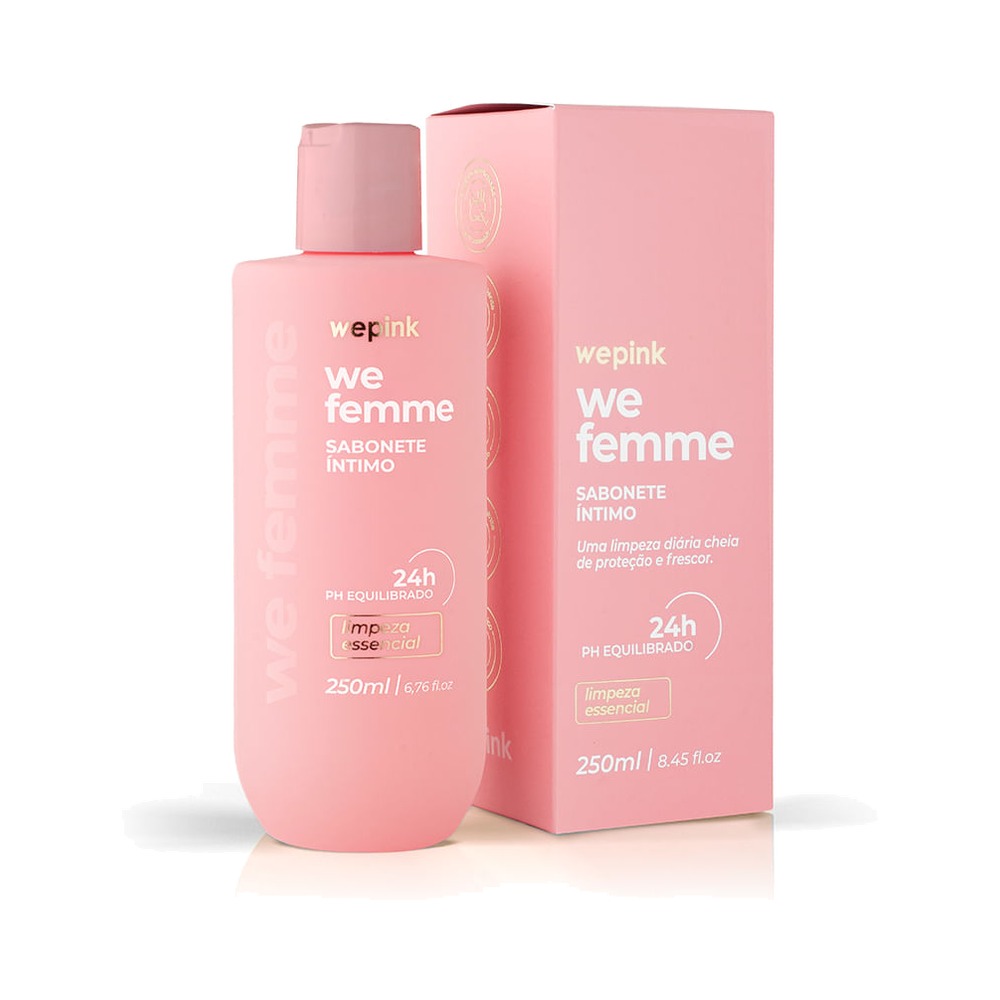 wepink
we
femme
SABONETE
ÍNTIMO
24h
PH EQUILIBRADO
limpeza
essencial
250ml | 6,76 fl.oz
we femme
wepink
we
femme
SABONETE
ÍNTIMO
Uma limpeza diária cheia
de proteção e frescor.
24h
PH EQUILIBRADO
limpeza
essencial
250ml | 8.45 fl.oz
ink